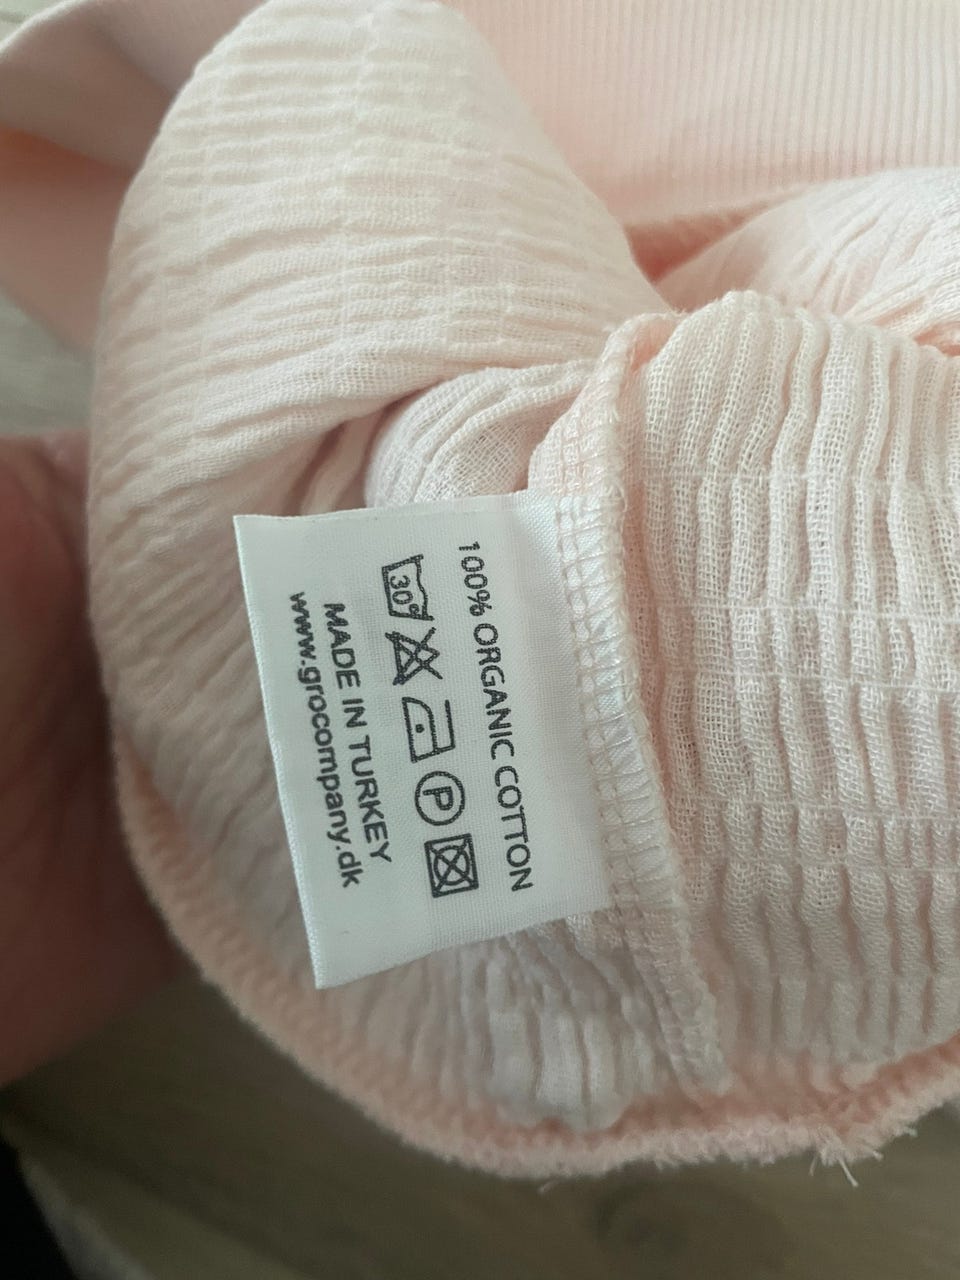 100% ORGANIC COTTON
30° P
MADE IN TURKEY
www.grocompany.dk